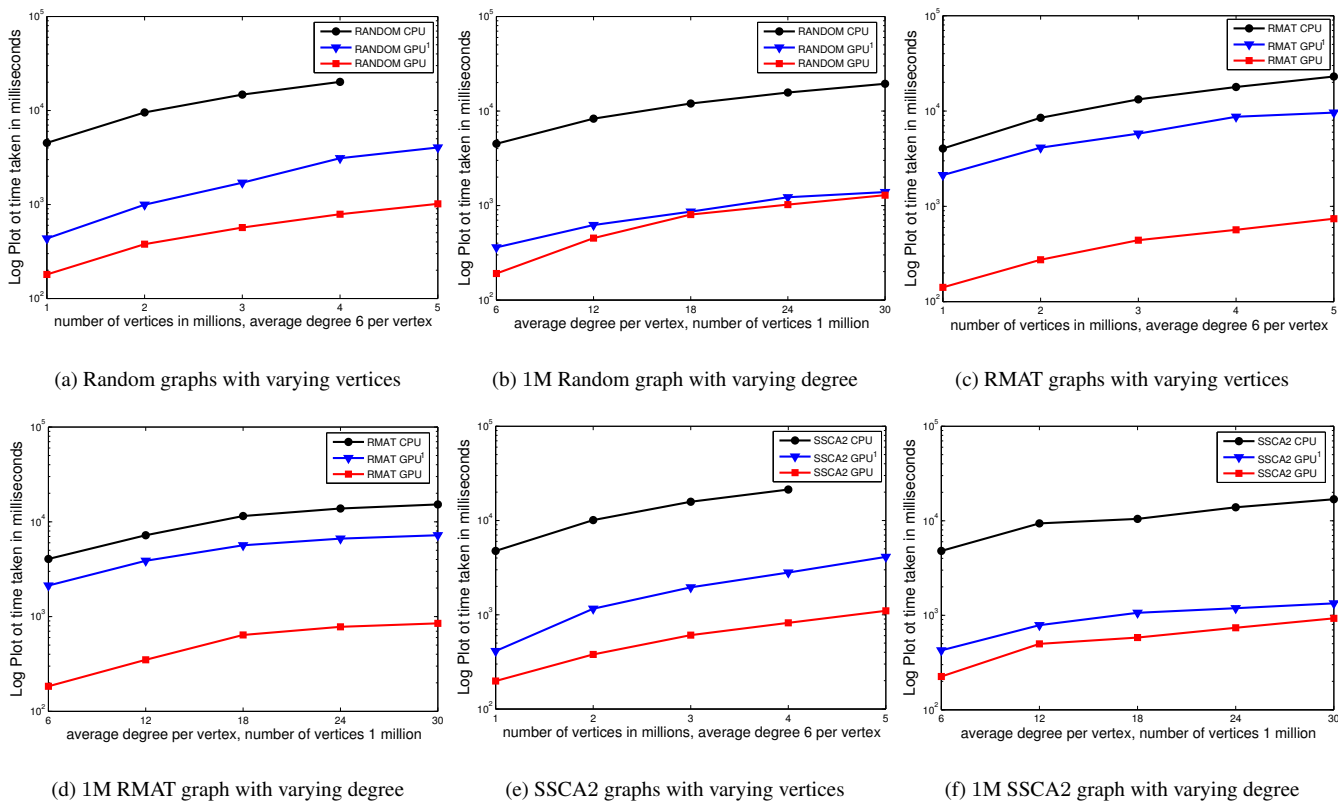 10^5
10^4
10^3
10^2
Log Plot ot time taken in milliseconds
RANDOM CPU
RANDOM GPU^1
RANDOM GPU
1 2 3 4 5
number of vertices in millions, average degree 6 per vertex
(a) Random graphs with varying vertices
10^5
10^4
10^3
10^2
Log Plot ot time taken in milliseconds
RANDOM CPU
RANDOM GPU^1
RANDOM GPU
6 12 18 24 30
average degree per vertex, number of vertices 1 million
(b) 1M Random graph with varying degree
10^5
10^4
10^3
10^2
Log Plot ot time taken in milliseconds
RMAT CPU
RMAT GPU^1
RMAT GPU
1 2 3 4 5
number of vertices in millions, average degree 6 per vertex
(c) RMAT graphs with varying vertices
10^5
10^4
10^3
10^2
Log Plot ot time taken in milliseconds
RMAT CPU
RMAT GPU^1
RMAT GPU
6 12 18 24 30
average degree per vertex, number of vertices 1 million
(d) 1M RMAT graph with varying degree
10^5
10^4
10^3
10^2
Log Plot ot time taken in milliseconds
SSCA2 CPU
SSCA2 GPU^1
SSCA2 GPU
1 2 3 4 5
number of vertices in millions, average degree 6 per vertex
(e) SSCA2 graphs with varying vertices
10^5
10^4
10^3
10^2
Log Plot ot time taken in milliseconds
SSCA2 CPU
SSCA2 GPU^1
SSCA2 GPU
6 12 18 24 30
average degree per vertex, number of vertices 1 million
(f) 1M SSCA2 graph with varying degree